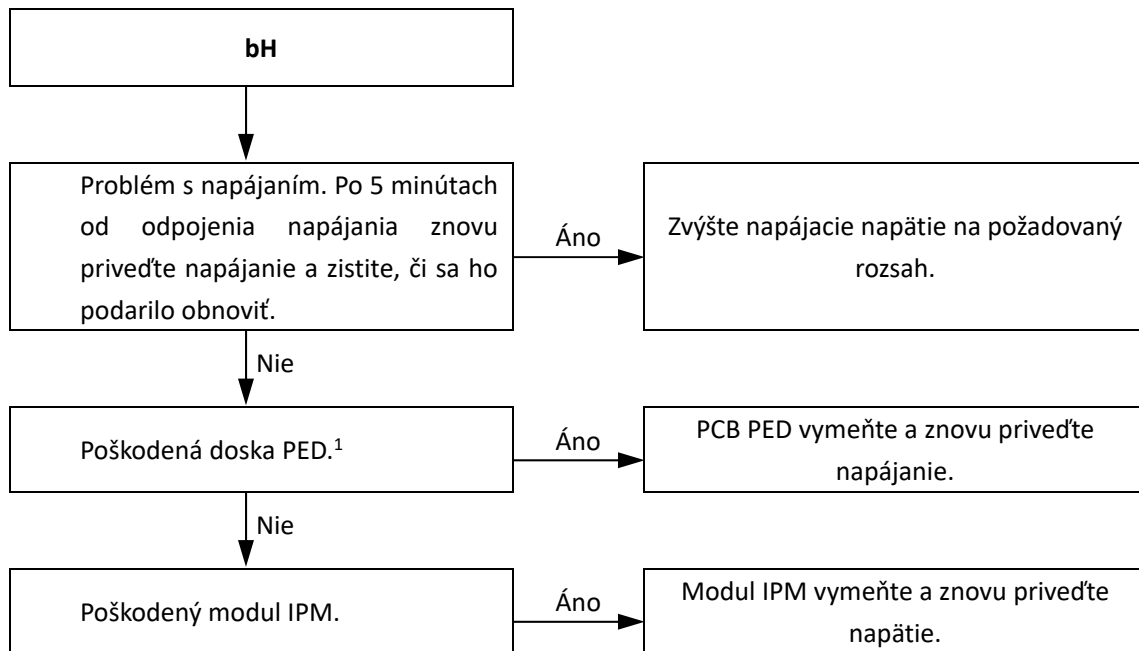 bH
Problém s napájaním. Po 5 minútach
od odpojenia napájania znovu
priveďte napájanie a zistite, či sa ho
podarilo obnoviť.
Áno
Zvýšte napájacie napätie na požadovaný
rozsah.
Nie
Poškodená doska PED.¹
Áno
PCB PED vymeňte a znovu priveďte
napájanie.
Nie
Poškodený modul IPM.
Áno
Modul IPM vymeňte a znovu priveďte
napätie.